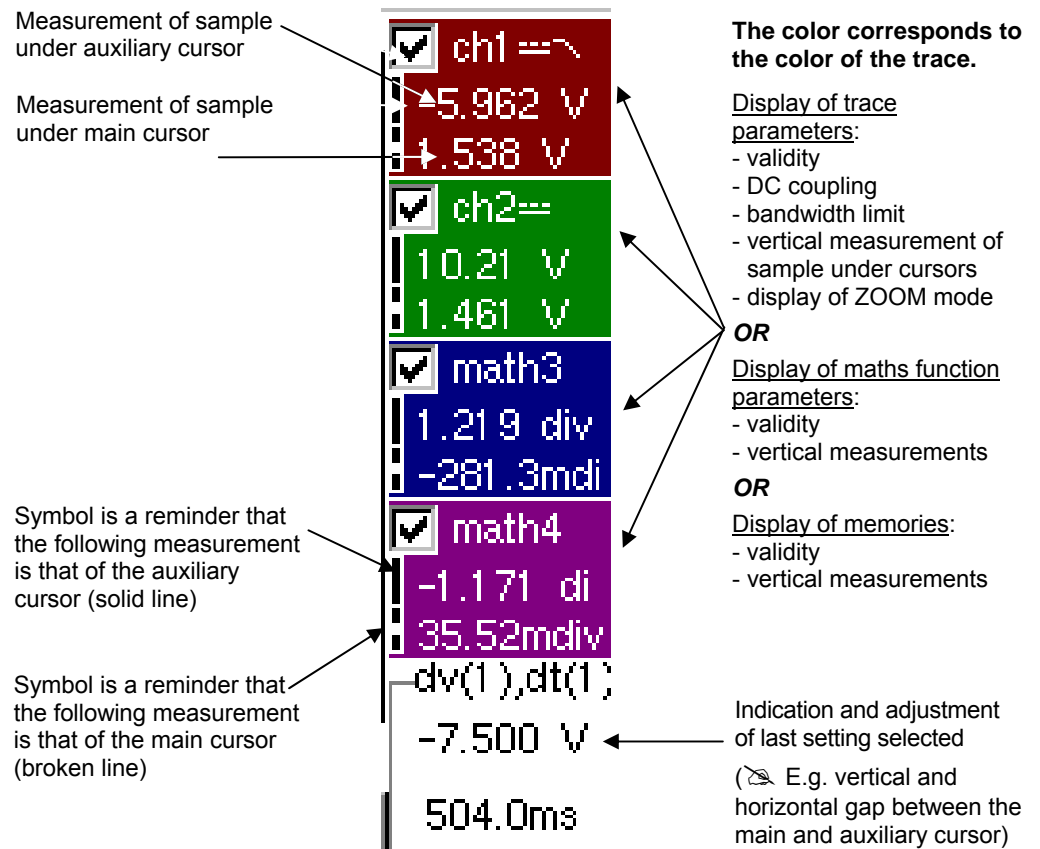 Measurement of sample
under auxiliary cursor
Measurement of sample
under main cursor
Symbol is a reminder that
the following measurement
is that of the auxiliary
cursor (solid line)
Symbol is a reminder that
the following measurement
is that of the main cursor
(broken line)
ch1
-5.962 V
1.538 V
ch2
10.21 V
1.461 V
math3
1.219 div
-281.3mdi
math4
-1.171 di
35.52mdiv
dv(1),dt(1)
-7.500 V
504.0ms
The color corresponds to
the color of the trace.
Display of trace
parameters:
- validity
- DC coupling
- bandwidth limit
- vertical measurement of
sample under cursors
- display of ZOOM mode
OR
Display of maths function
parameters:
- validity
- vertical measurements
OR
Display of memories:
- validity
- vertical measurements
Indication and adjustment
of last setting selected
(✍ E.g. vertical and
horizontal gap between the
main and auxiliary cursor)